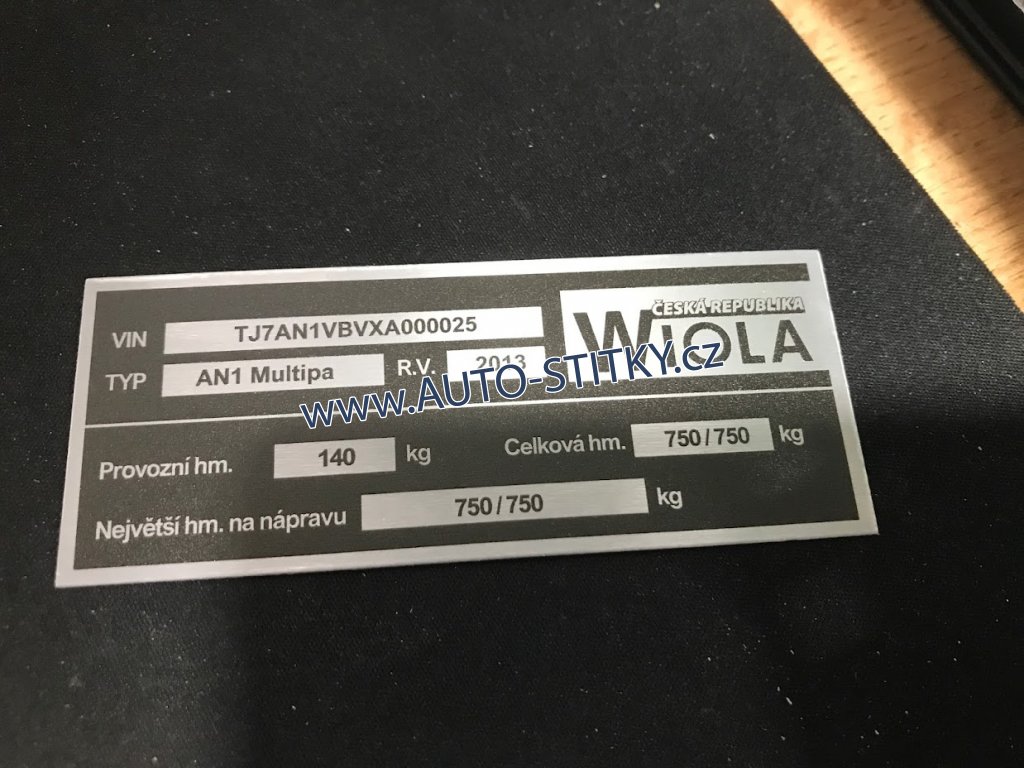 VIN TJ7AN1VBVXA000025
ČESKÁ REPUBLIKA
WIOLA
TYP AN1 Multipa R.V. 2013
www.AUTO-STITKY.cz
Provozní hm. 140 kg Celková hm. 750/750 kg
Největší hm. na nápravu 750/750 kg